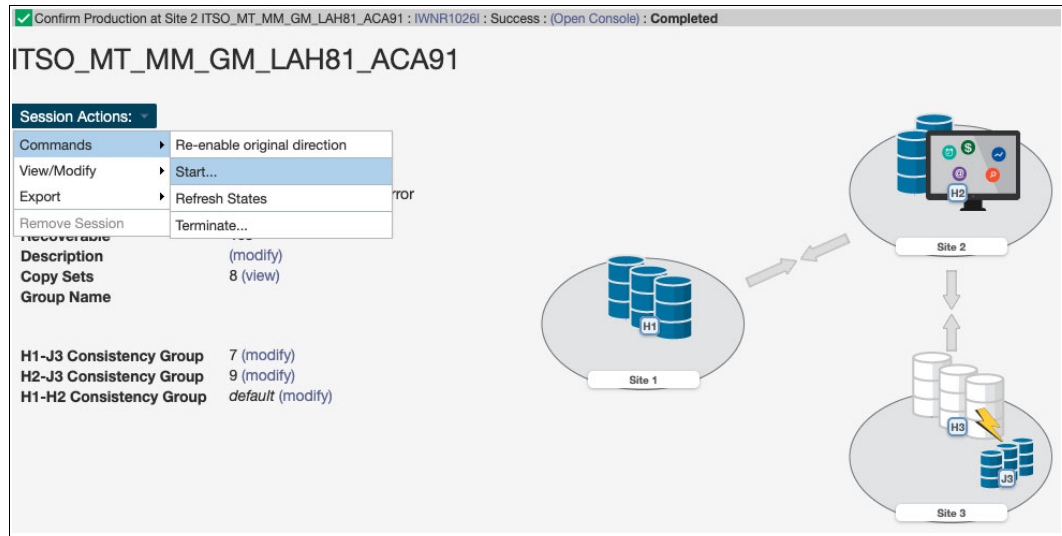 Confirm Production at Site 2 ITSO_MT_MM_GM_LAH81_ACA91 : IWNR1026I : Success : (Open Console) : Completed
ITSO_MT_MM_GM_LAH81_ACA91
Session Actions:
Commands
Re-enable original direction
View/Modify
Start...
Export
Refresh States
rror
Remove Session
Terminate...
Recoverable
Description (modify)
Copy Sets 8 (view)
Group Name
H1-J3 Consistency Group 7 (modify)
H2-J3 Consistency Group 9 (modify)
H1-H2 Consistency Group default (modify)
H1
Site 1
$
@
H2
Site 2
H3
J3
Site 3